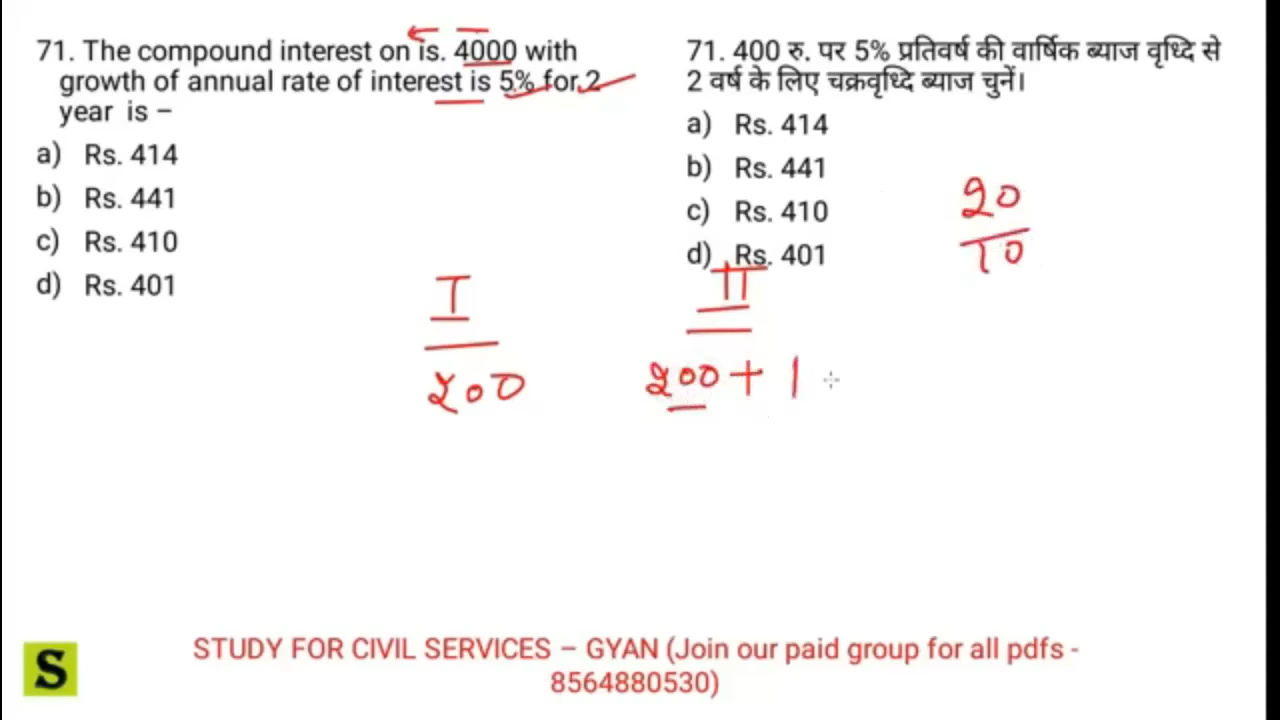 71. The compound interest on is. 4000 with
growth of annual rate of interest is 5% for 2
year is –
a) Rs. 414
b) Rs. 441
c) Rs. 410
d) Rs. 401
71. 400 रु. पर 5% प्रतिवर्ष की वार्षिक ब्याज वृध्दि से
2 वर्ष के लिए चक्रवृध्दि ब्याज चुनें।
a) Rs. 414
b) Rs. 441
c) Rs. 410
d) Rs. 401
20
10
I
II
200
200 + 1
S
STUDY FOR CIVIL SERVICES – GYAN (Join our paid group for all pdfs -
8564880530)